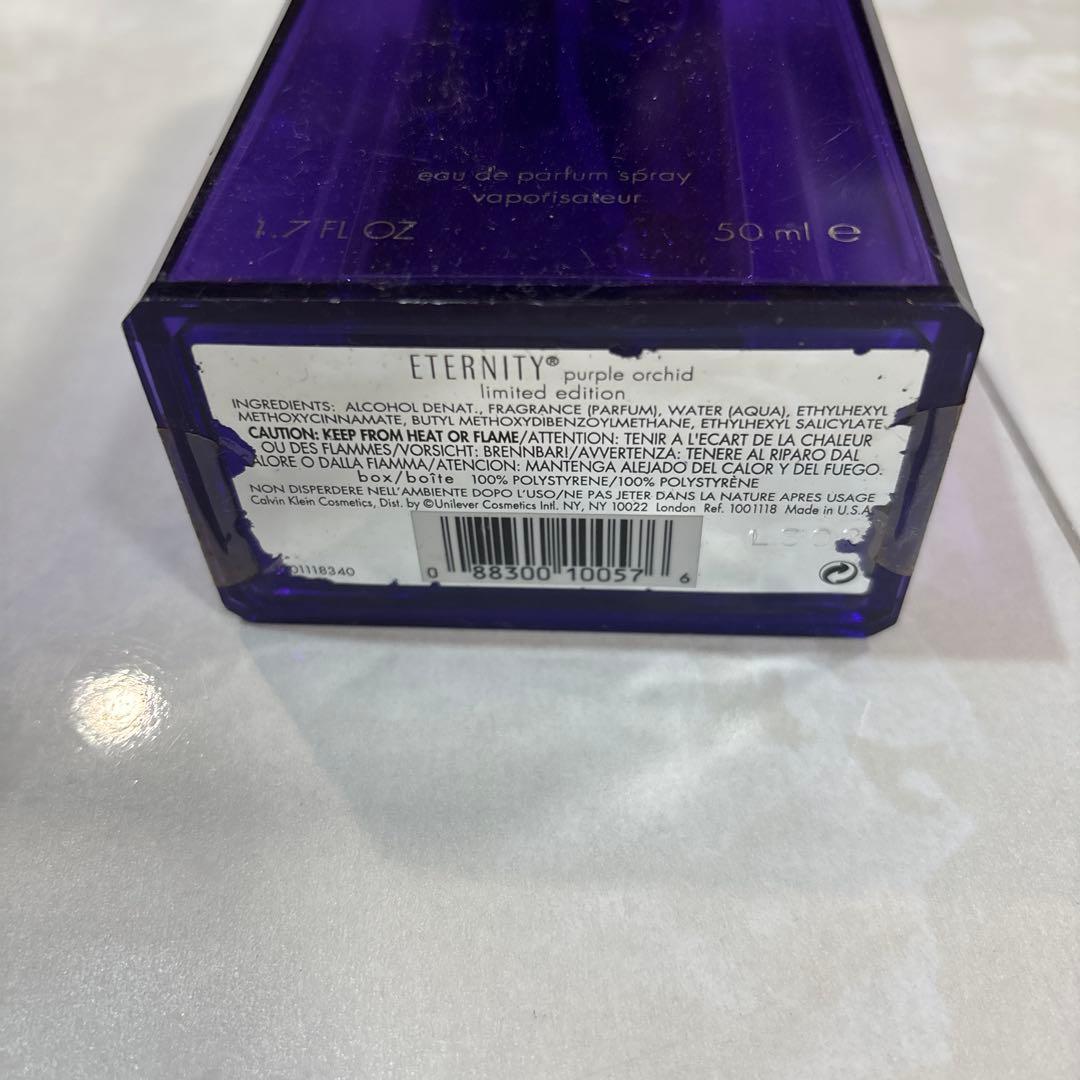 eau de parfum spray
vaporisateur
1.7 FL OZ 50 ml e
ETERNITY® purple orchid
limited edition
INGREDIENTS: ALCOHOL DENAT., FRAGRANCE (PARFUM), WATER (AQUA), ETHYLHEXYL
METHOXYCINNAMATE, BUTYL METHOXYDIBENZOYLMETHANE, ETHYLHEXYL SALICYLATE
CAUTION: KEEP FROM HEAT OR FLAME/ATTENTION: TENIR A L'ECART DE LA CHALEUR
OU DES FLAMMES/VORSICHT: BRENNBARI/AVVERTENZA: TENERE AL RIPARO DAL
ALORE O DALLA FIAMMA/ATENCION: MANTENGA ALEJADO DEL CALOR Y DEL FUEGO.
box/boîte 100% POLYSTYRENE/100% POLYSTYRÈNE
NON DISPERDERE NELL'AMBIENTE DOPO L'USO/NE PAS JETER DANS LA NATURE APRES USAGE
Calvin Klein Cosmetics, Dist. by ©Unilever Cosmetics Intl. NY, NY 10022 London Ref. 1001118 Made in U.S.A.
01118340
0 88300 10057 6